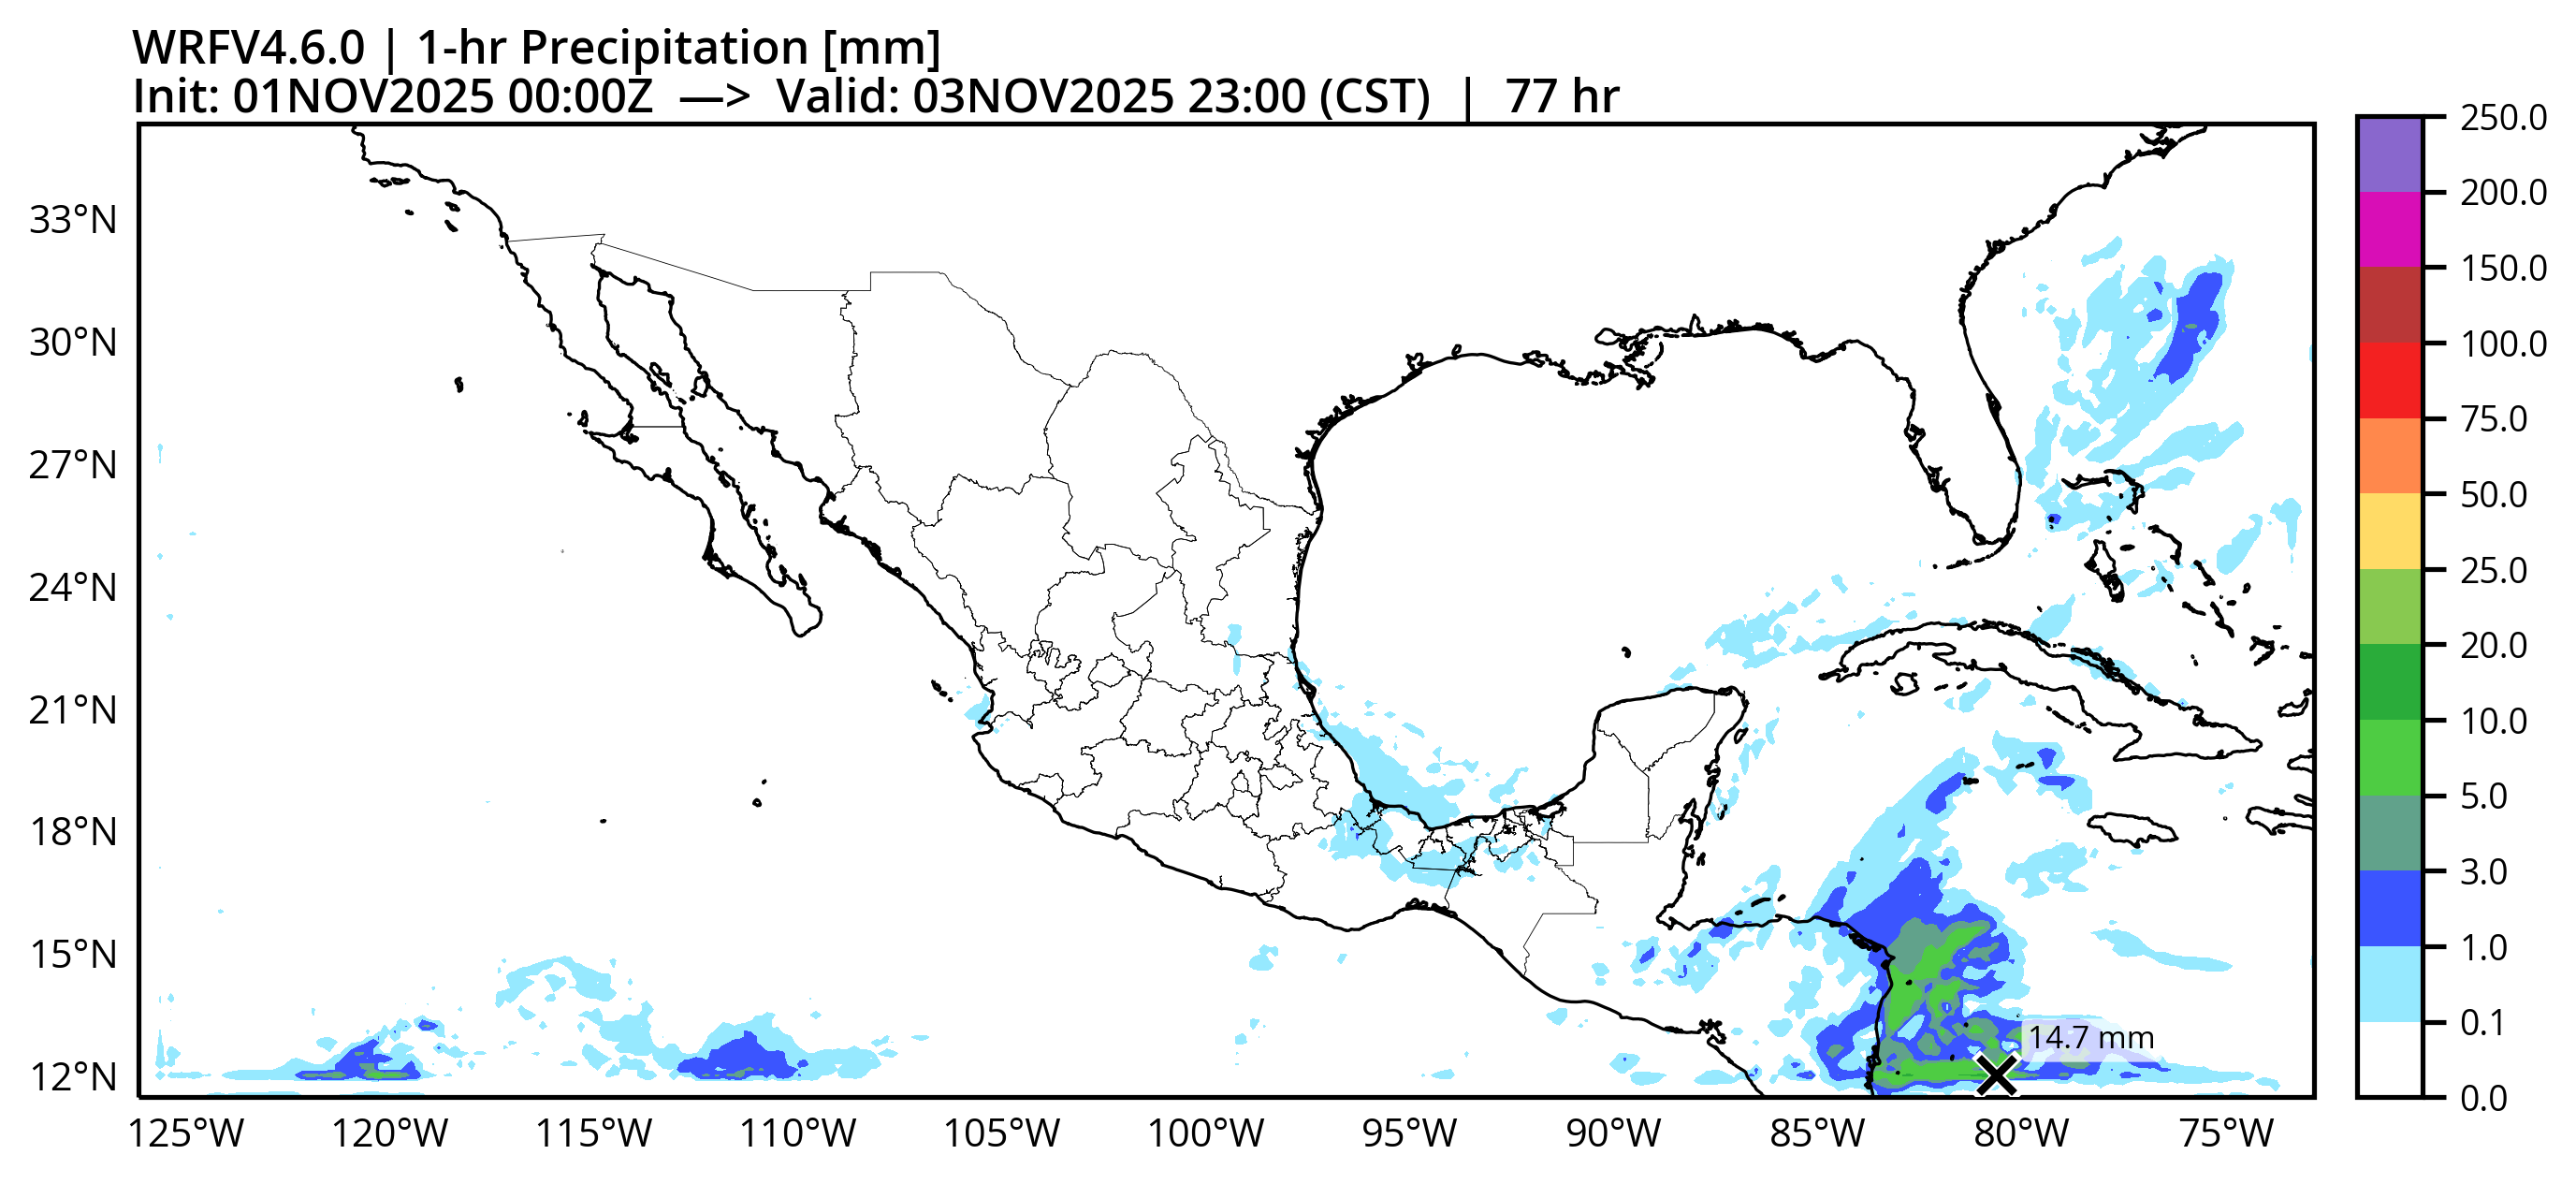 WRFV4.6.0 | 1-hr Precipitation [mm]
Init: 01NOV2025 00:00Z —> Valid: 03NOV2025 23:00 (CST) | 77 hr
33°N
30°N
27°N
24°N
21°N
18°N
15°N
12°N
125°W 120°W 115°W 110°W 105°W 100°W 95°W 90°W 85°W 80°W 75°W
14.7 mm
250.0
200.0
150.0
100.0
75.0
50.0
25.0
20.0
10.0
5.0
3.0
1.0
0.1
0.0